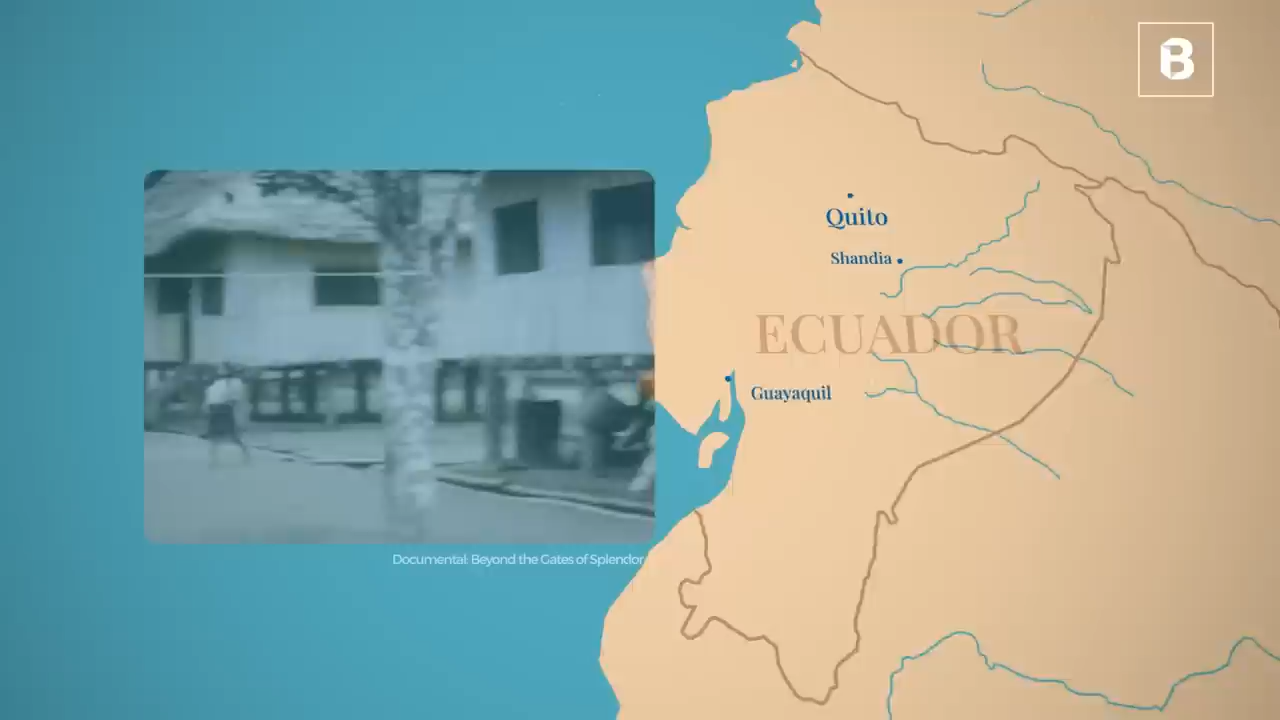 B
Quito
Shandia
ECUADOR
Guayaquil
Documental: Beyond the Gates of Splendor